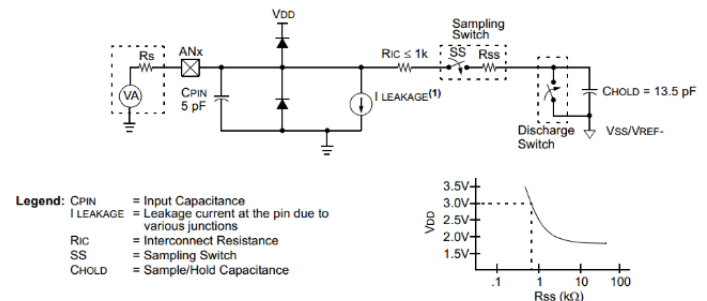 VDD
Sampling
Switch
Rs
ANx
RIC ≤ 1k
SS
Rss
VA
CPIN
5 pF
I LEAKAGE(1)
CHOLD = 13.5 pF
Discharge
Switch
VSS/VREF-
Legend: CPIN = Input Capacitance
I LEAKAGE = Leakage current at the pin due to
various junctions
RIC = Interconnect Resistance
SS = Sampling Switch
CHOLD = Sample/Hold Capacitance
VDD
3.5V
3.0V
2.5V
2.0V
1.5V
.1 1 10 100
Rss (kΩ)